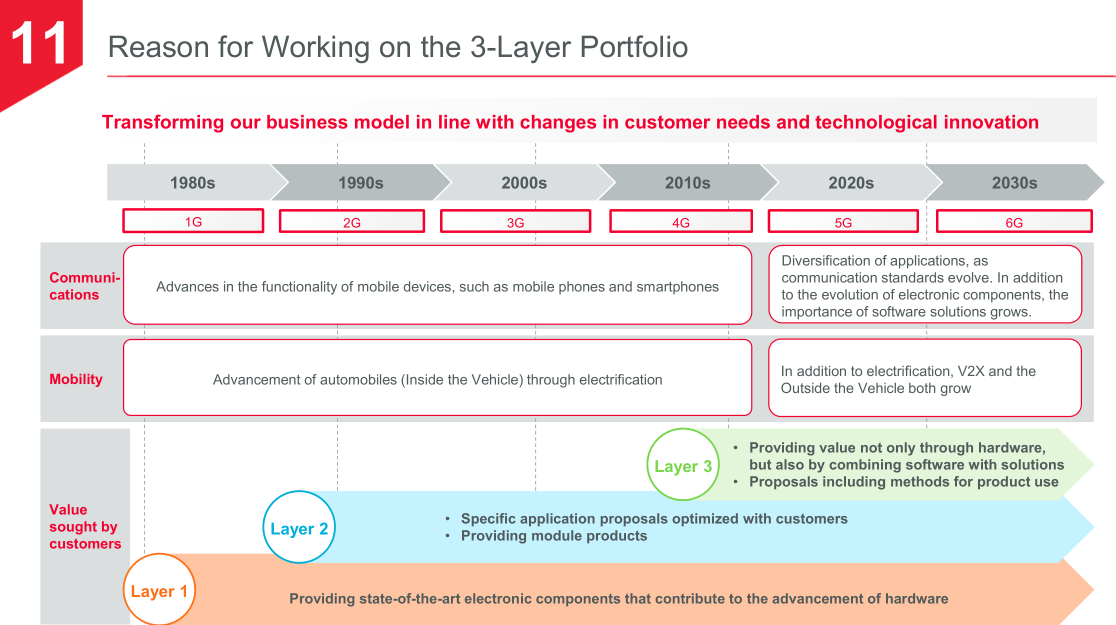 11
Reason for Working on the 3-Layer Portfolio
Transforming our business model in line with changes in customer needs and technological innovation
1980s
1990s
2000s
2010s
2020s
2030s
1G
2G
3G
4G
5G
6G
Communi-
cations
Advances in the functionality of mobile devices, such as mobile phones and smartphones
Diversification of applications, as
communication standards evolve. In addition
to the evolution of electronic components, the
importance of software solutions grows.
Mobility
Advancement of automobiles (Inside the Vehicle) through electrification
In addition to electrification, V2X and the
Outside the Vehicle both grow
Value
sought by
customers
Layer 3
• Providing value not only through hardware,
but also by combining software with solutions
• Proposals including methods for product use
Layer 2
• Specific application proposals optimized with customers
• Providing module products
Layer 1
Providing state-of-the-art electronic components that contribute to the advancement of hardware